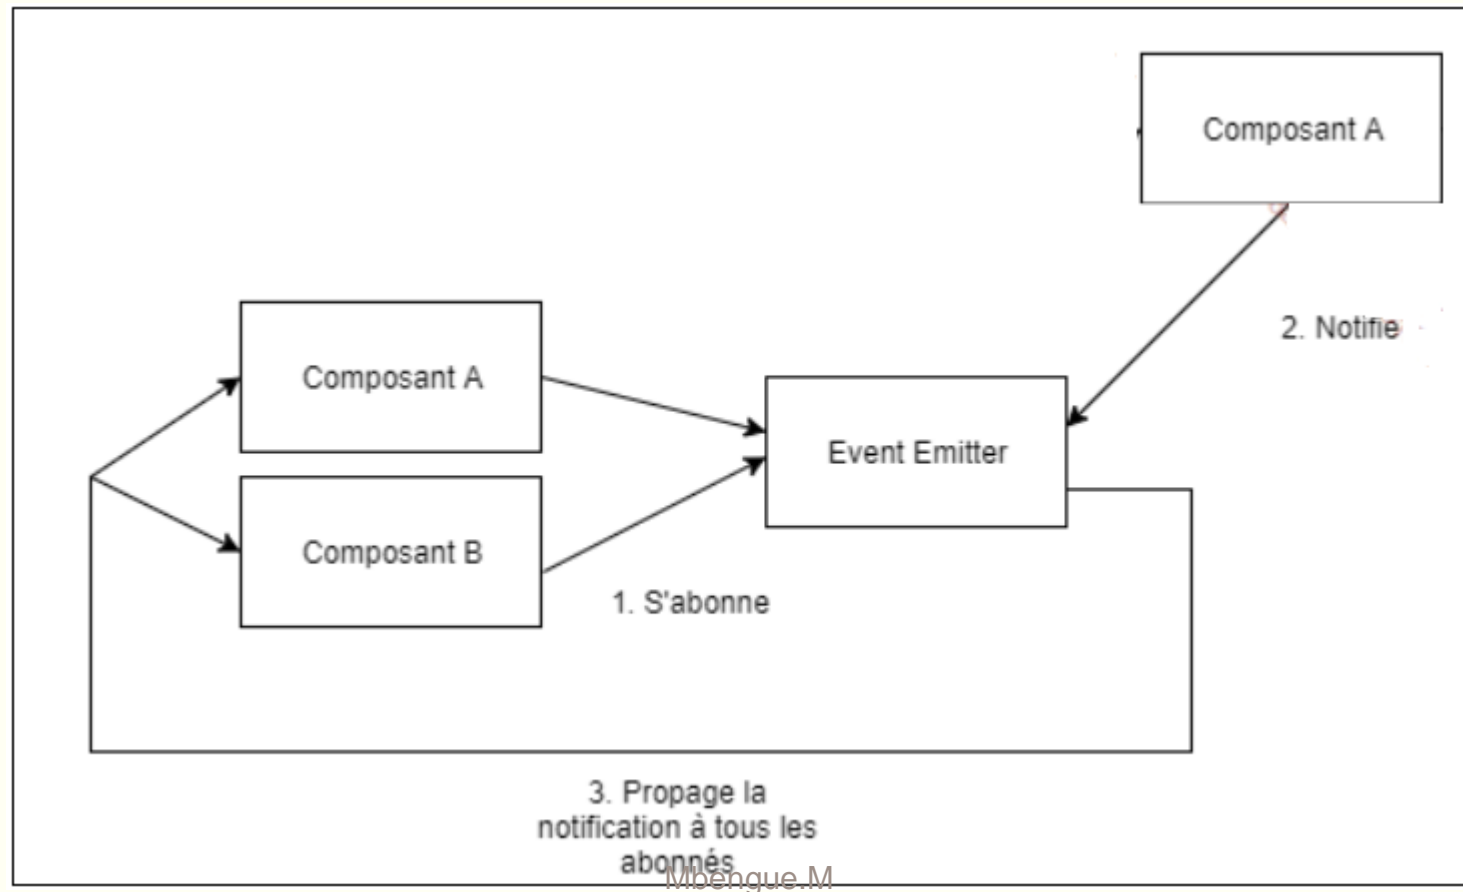 Composant A
2. Notifie
Composant A
Event Emitter
Composant B
1. S'abonne
3. Propage la
notification à tous les
abonnés
Mbengue.M